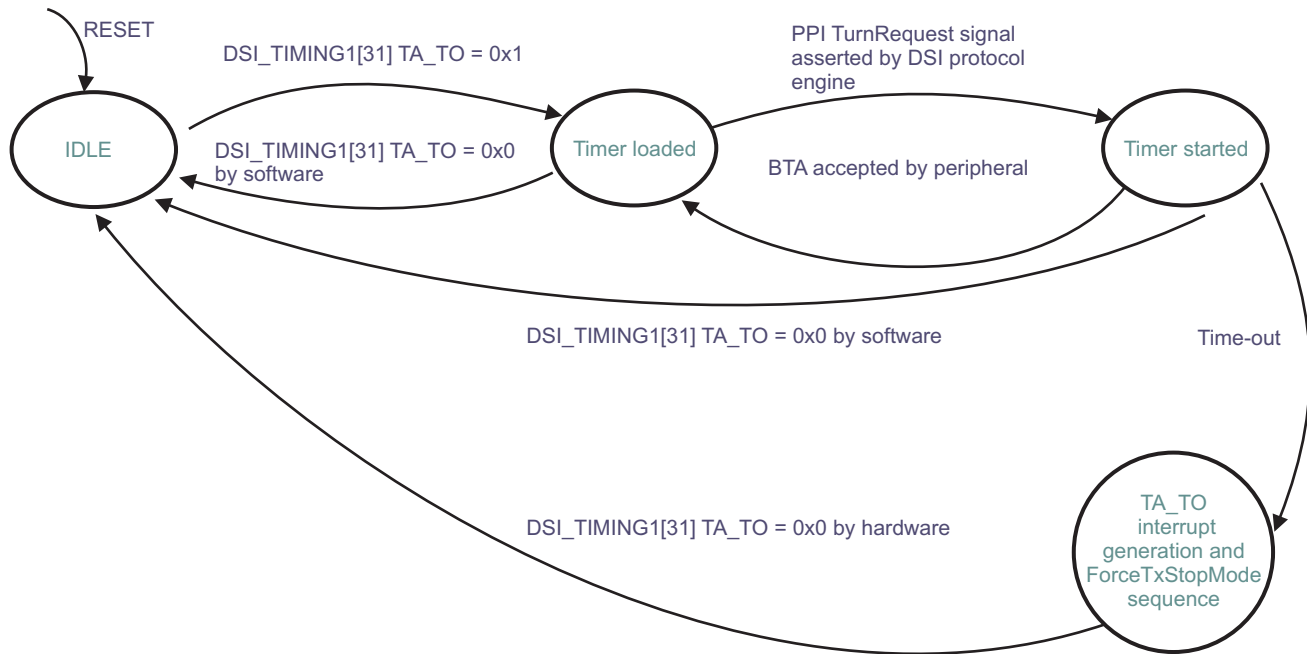 RESET
DSI_TIMING1[31] TA_TO = 0x1
PPI TurnRequest signal
asserted by DSI protocol
engine
IDLE
DSI_TIMING1[31] TA_TO = 0x0
by software
Timer loaded
BTA accepted by peripheral
Timer started
DSI_TIMING1[31] TA_TO = 0x0 by software
Time-out
DSI_TIMING1[31] TA_TO = 0x0 by hardware
TA_TO
interrupt
generation and
ForceTxStopMode
sequence